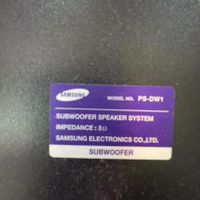 SAMSUNG MODEL NO. PS-DW1
SUBWOOFER SPEAKER SYSTEM
IMPEDANCE : 3Ω
SAMSUNG ELECTRONICS CO.,LTD.
SUBWOOFER